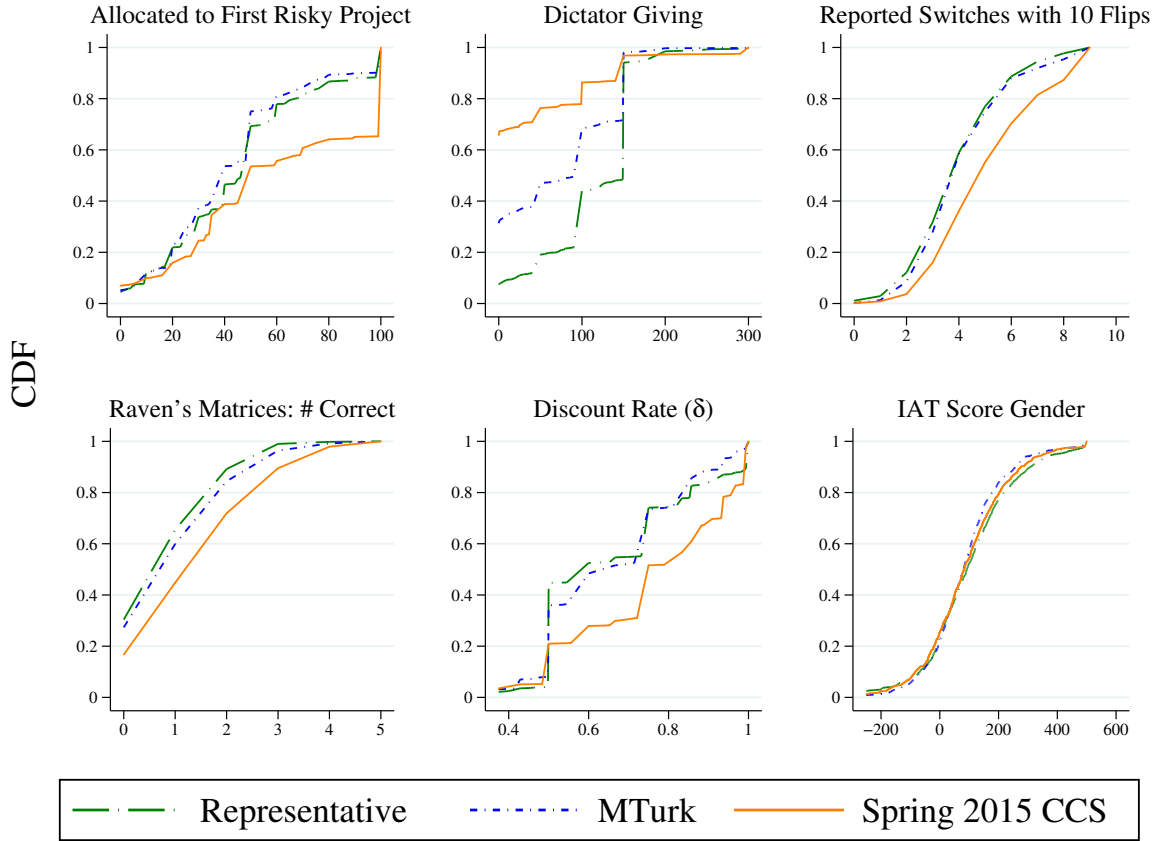 Allocated to First Risky Project
Dictator Giving
Reported Switches with 10 Flips
1
0.8
0.6
0.4
0.2
0
0 20 40 60 80 100
1
0.8
0.6
0.4
0.2
0
0 100 200 300
1
0.8
0.6
0.4
0.2
0
0 2 4 6 8 10
CDF
Raven's Matrices: # Correct
Discount Rate (δ)
IAT Score Gender
1
0.8
0.6
0.4
0.2
0
0 1 2 3 4 5
1
0.8
0.6
0.4
0.2
0
0.4 0.6 0.8 1
1
0.8
0.6
0.4
0.2
0
−200 0 200 400 600
Representative MTurk Spring 2015 CCS